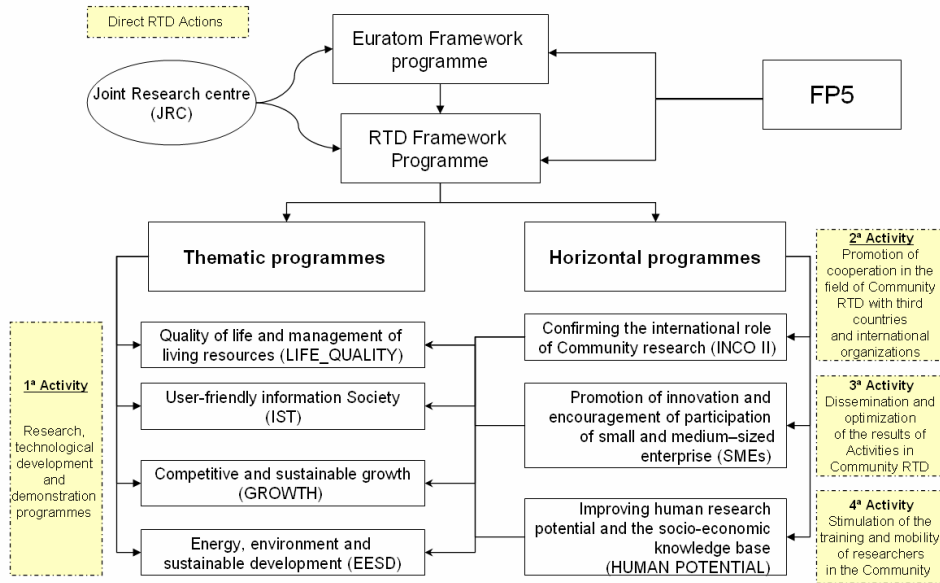 Direct RTD Actions
Euratom Framework
programme
Joint Research centre
(JRC)
FP5
RTD Framework
Programme
Thematic programmes
Horizontal programmes
1ª Activity
Research,
technological
development
and
demonstration
programmes
Quality of life and management of
living resources (LIFE_QUALITY)
User-friendly information Society
(IST)
Competitive and sustainable growth
(GROWTH)
Energy, environment and
sustainable development (EESD)
Confirming the international role
of Community research (INCO II)
Promotion of innovation and
encouragement of participation
of small and medium–sized
enterprise (SMEs)
Improving human research
potential and the socio-economic
knowledge base
(HUMAN POTENTIAL)
2ª Activity
Promotion of
cooperation in the
field of Community
RTD with third
countries
and international
organizations
3ª Activity
Dissemination and
optimization
of the results of
Activities in
Community RTD
4ª Activity
Stimulation of the
training and mobility
of researchers
in the Community